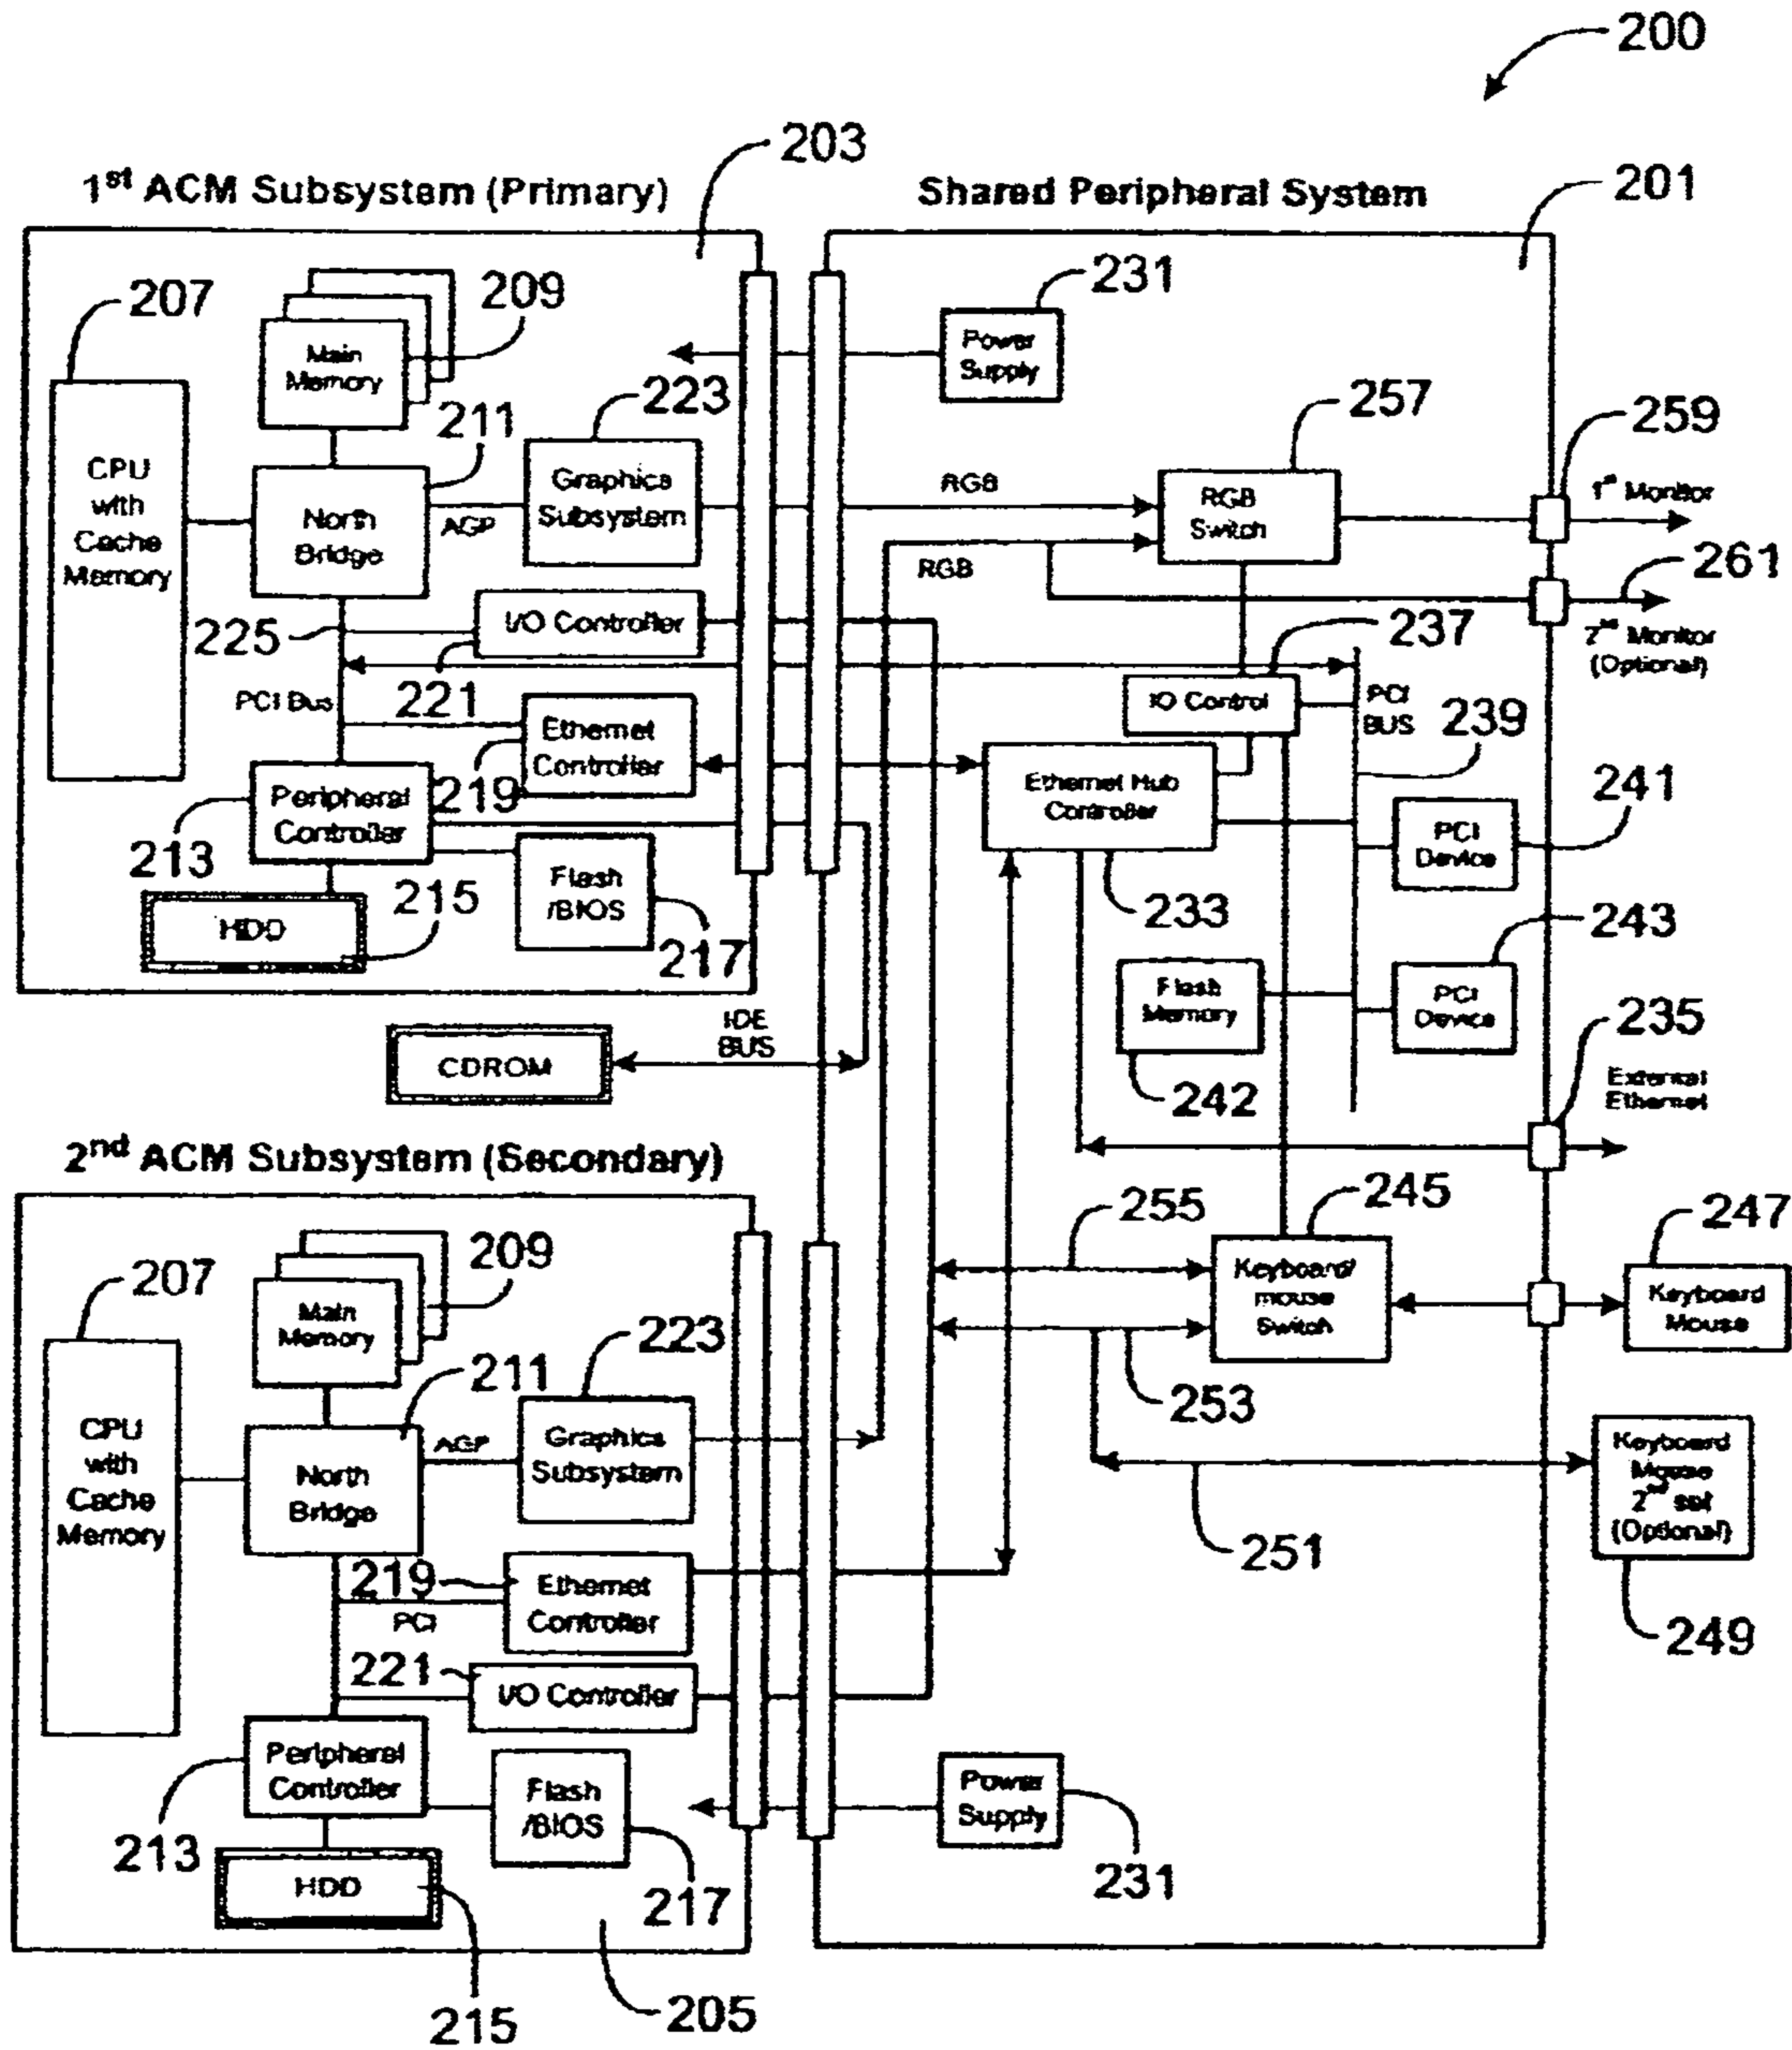 200
203
1st ACM Subsystem (Primary)
Shared Peripheral System
201
207
209
231
Main
Memory
Power
Supply
223
257
259
211
CPU
with
Cache
Memory
North
Bridge
AGP
Graphics
Subsystem
RGB
RGB
Switch
1st Monitor
RGB
261
225
I/O Controller
237
2nd Monitor
(Optional)
221
PCI Bus
IO Control
PCI
BUS
239
Ethernet
Controller
219
Ethernet Hub
Controller
241
Peripheral
Controller
213
PCI
Device
Flash
/BIOS
215
HDD
217
233
243
Flash
Memory
PCI
Device
235
IDE
BUS
CDROM
242
External
Ethernet
2nd ACM Subsystem (Secondary)
255
245
247
207
209
Main
Memory
Keyboard/
mouse
Switch
Keyboard
Mouse
223
211
253
CPU
with
Cache
Memory
AGP
Graphics
Subsystem
North
Bridge
Keyboard
Mouse
2nd set
(Optional)
251
219
Ethernet
Controller
PCI
249
221
I/O Controller
Peripheral
Controller
Flash
/BIOS
Power
Supply
213
HDD
217
231
215
205